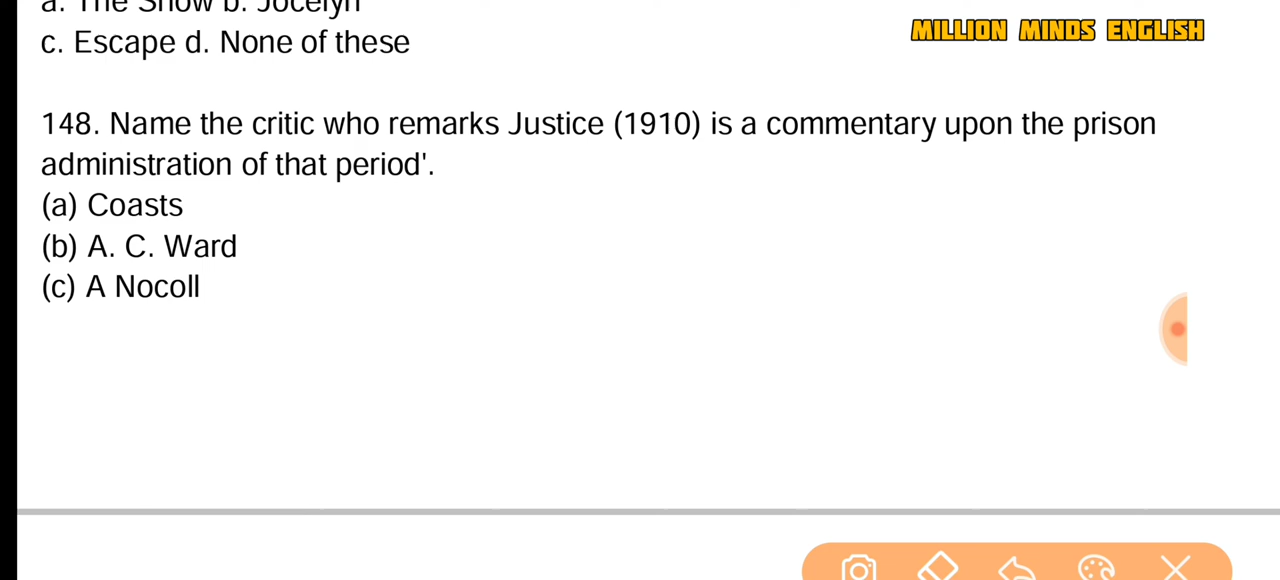 a. The Show b. Jocelyn
c. Escape d. None of these
MILLION MINDS ENGLISH
148. Name the critic who remarks Justice (1910) is a commentary upon the prison
administration of that period'.
(a) Coasts
(b) A. C. Ward
(c) A Nocoll